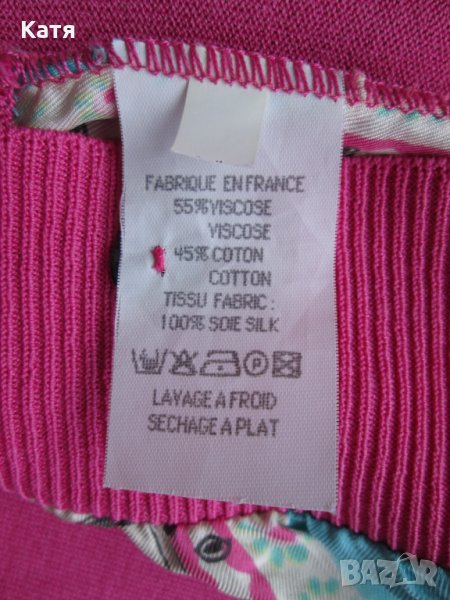 Катя
FABRIQUE EN FRANCE
55% VISCOSE
VISCOSE
45% COTON
COTTON
TISSU FABRIC :
100% SOIE SILK
P
LAVAGE A FROID
SECHAGE A PLAT
BAZAR